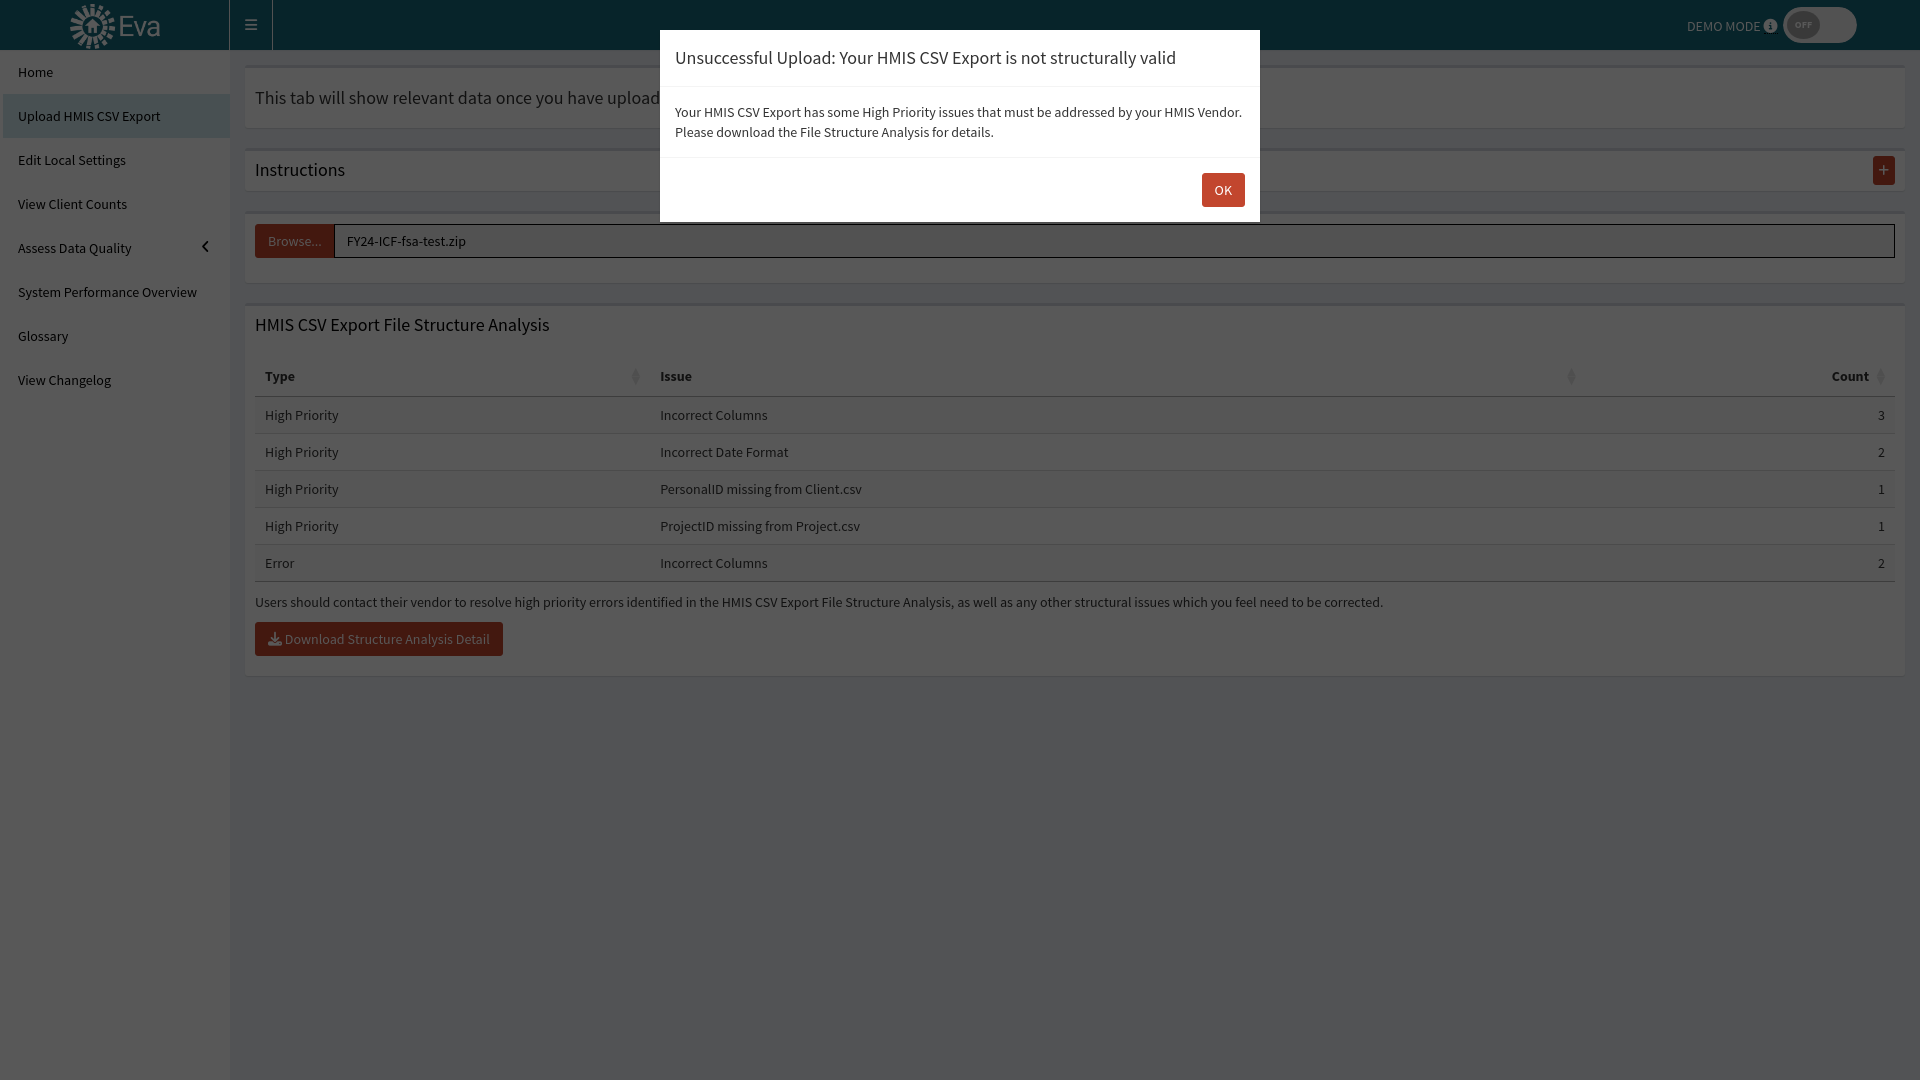 Eva
DEMO MODE
OFF
Home
Upload HMIS CSV Export
Edit Local Settings
View Client Counts
Assess Data Quality
System Performance Overview
Glossary
View Changelog
Unsuccessful Upload: Your HMIS CSV Export is not structurally valid
Your HMIS CSV Export has some High Priority issues that must be addressed by your HMIS Vendor.
Please download the File Structure Analysis for details.
OK
This tab will show relevant data once you have upload
Instructions
+
Browse... FY24-ICF-fsa-test.zip
HMIS CSV Export File Structure Analysis
Type Issue Count
High Priority Incorrect Columns 3
High Priority Incorrect Date Format 2
High Priority PersonalID missing from Client.csv 1
High Priority ProjectID missing from Project.csv 1
Error Incorrect Columns 2
Users should contact their vendor to resolve high priority errors identified in the HMIS CSV Export File Structure Analysis, as well as any other structural issues which you feel need to be corrected.
Download Structure Analysis Detail